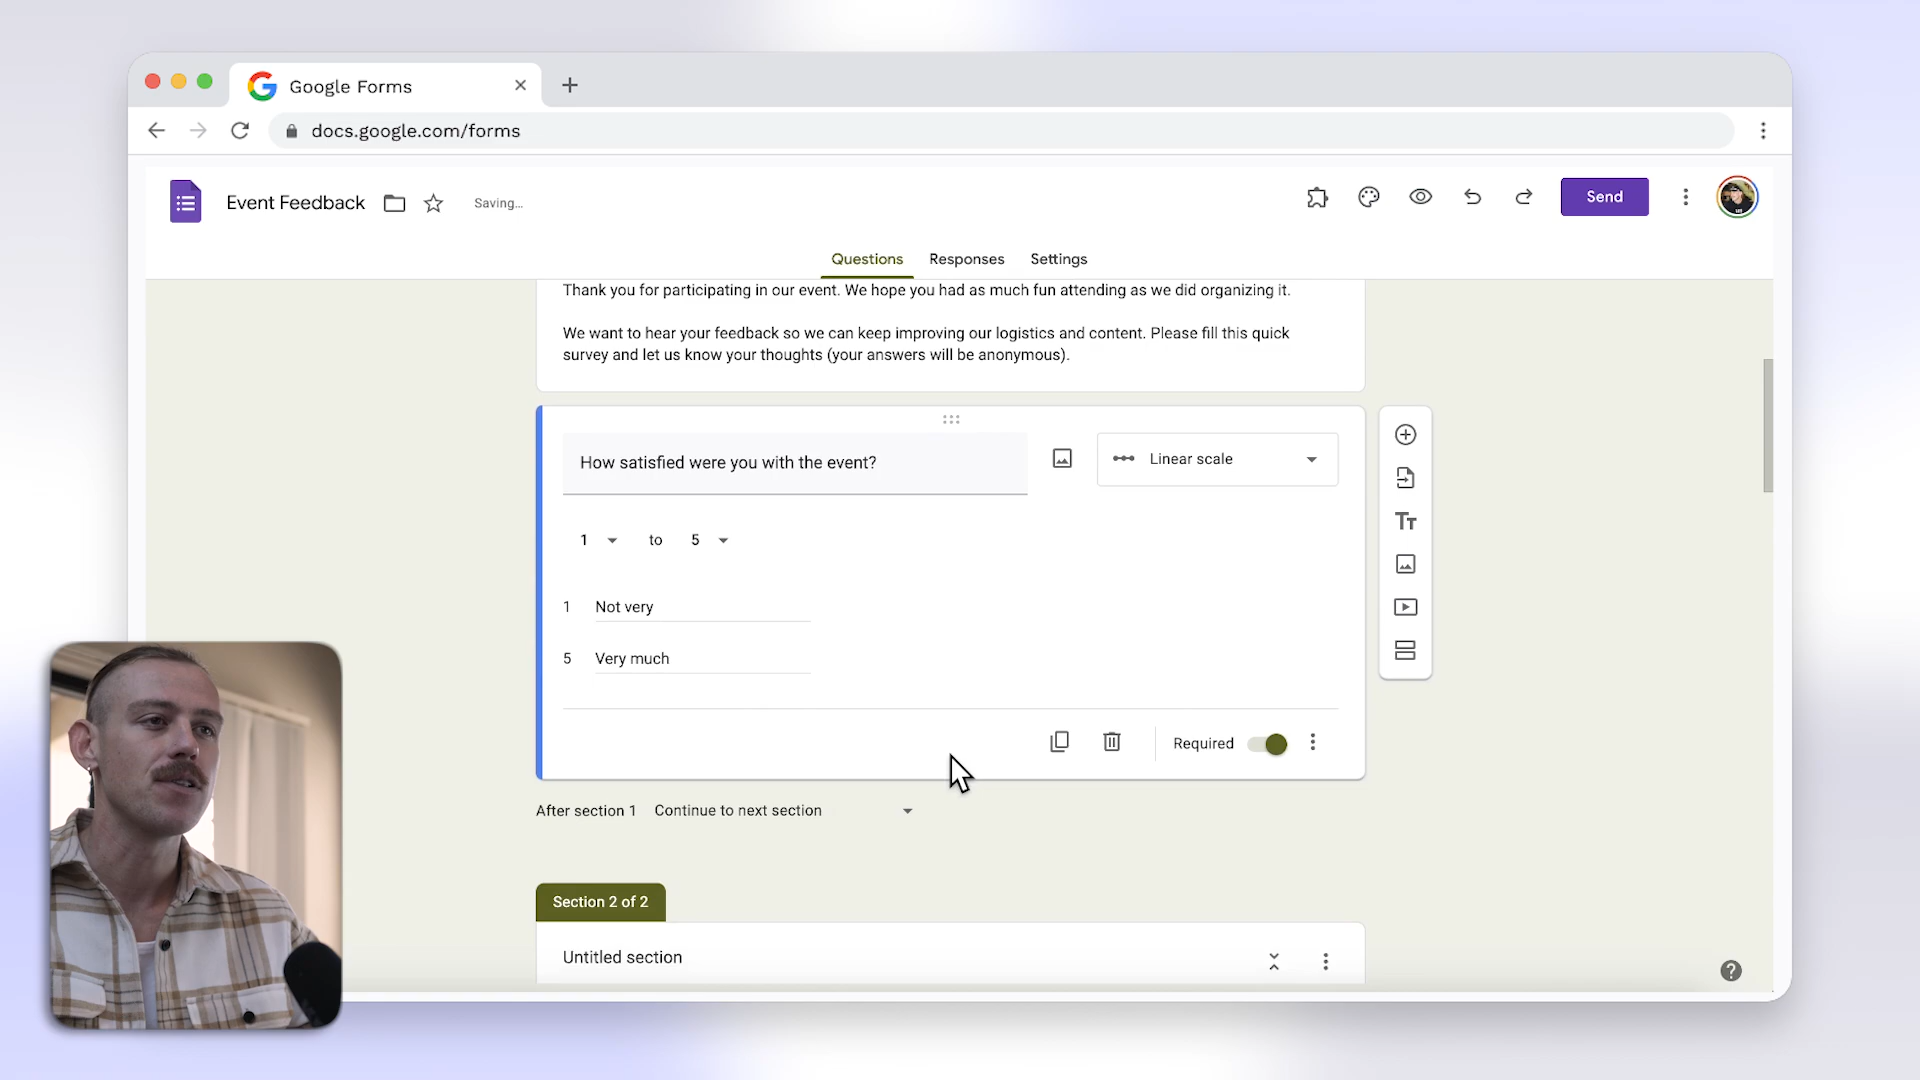 Google Forms
docs.google.com/forms
Event Feedback
Saving...
Send
Questions
Responses
Settings
Thank you for participating in our event. We hope you had as much fun attending as we did organizing it.
We want to hear your feedback so we can keep improving our logistics and content. Please fill this quick
survey and let us know your thoughts (your answers will be anonymous).
How satisfied were you with the event?
Linear scale
1 to 5
1 Not very
5 Very much
Required
After section 1 Continue to next section
Section 2 of 2
Untitled section